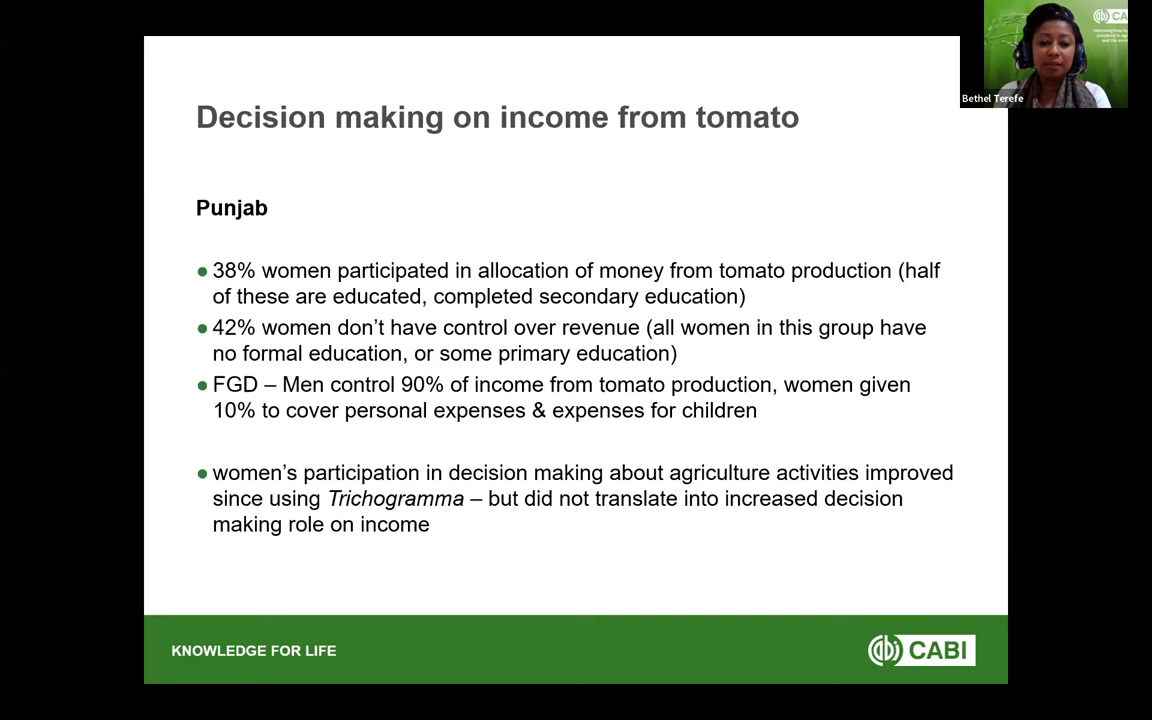 CA
Bethel Terefe
Decision making on income from tomato
Punjab
38% women participated in allocation of money from tomato production (half
of these are educated, completed secondary education)
42% women don't have control over revenue (all women in this group have
no formal education, or some primary education)
FGD – Men control 90% of income from tomato production, women given
10% to cover personal expenses & expenses for children
women's participation in decision making about agriculture activities improved
since using Trichogramma – but did not translate into increased decision
making role on income
KNOWLEDGE FOR LIFE
CABI